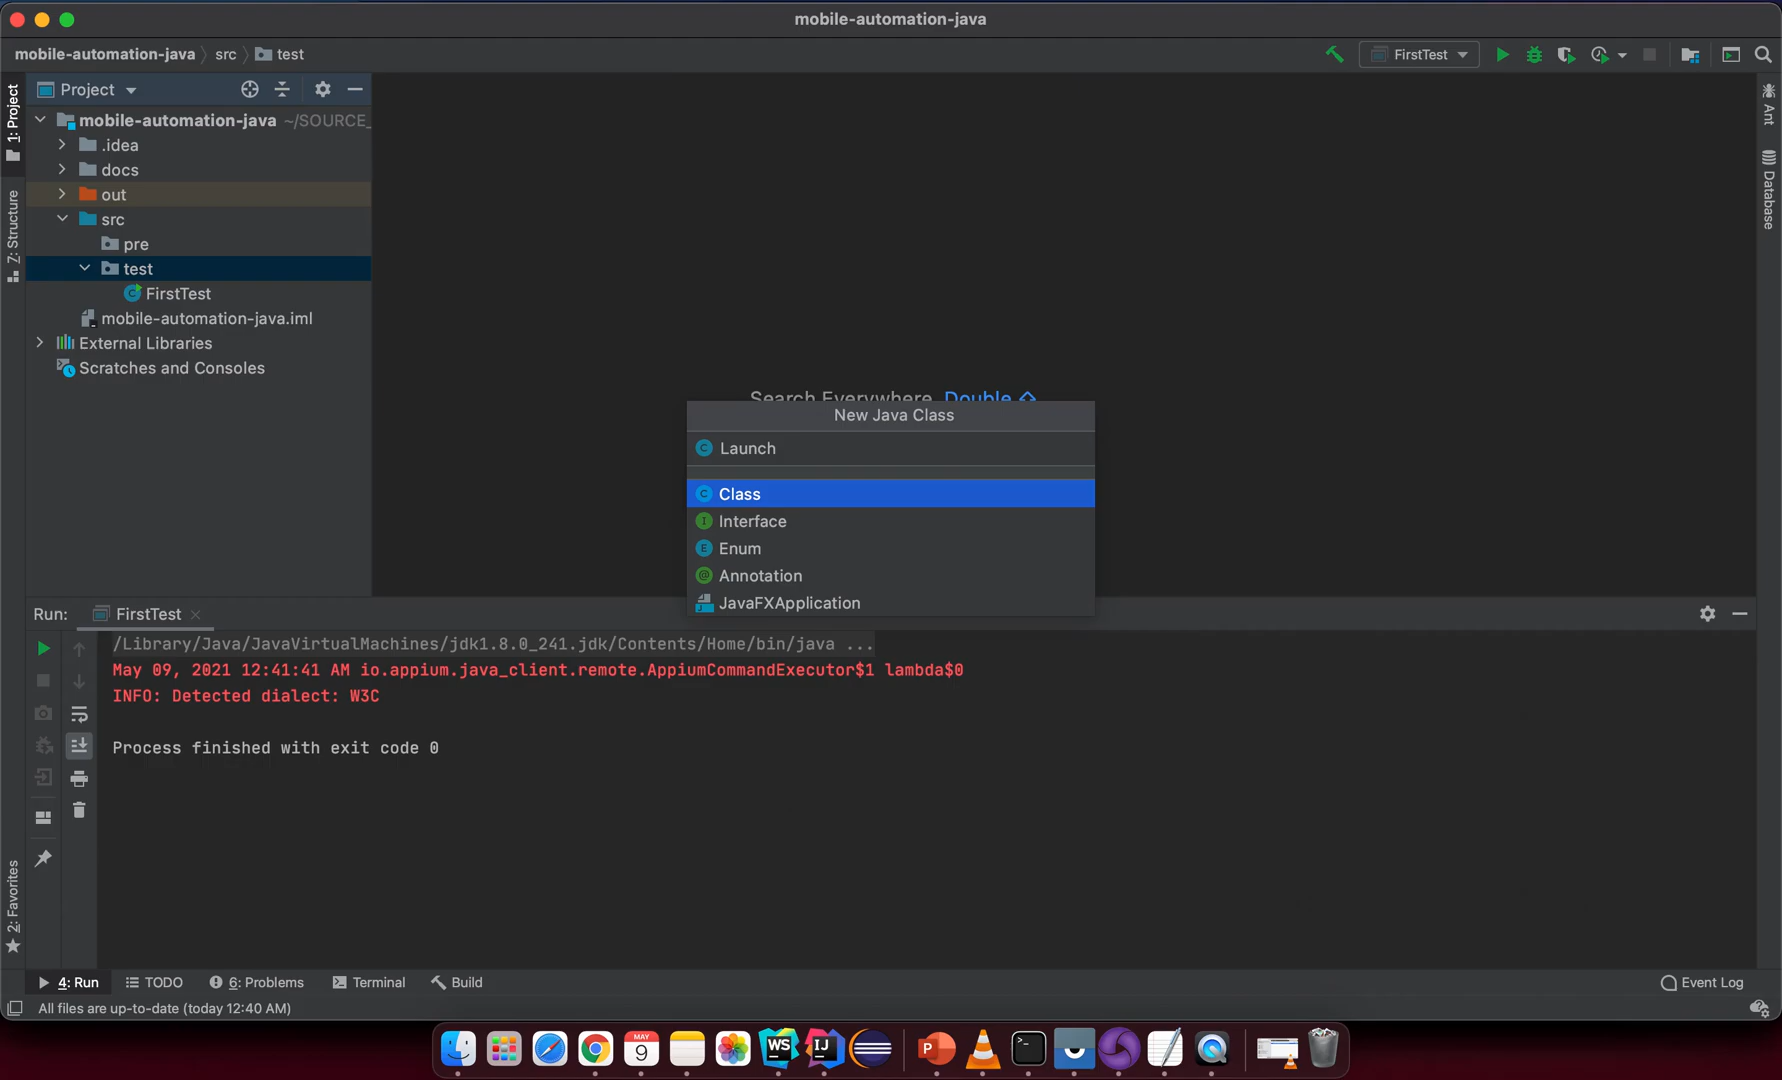 mobile-automation-java
mobile-automation-java src test
FirstTest
1: Project
Project
mobile-automation-java ~/SOURCE_
.idea
docs
out
src
pre
test
FirstTest
mobile-automation-java.iml
External Libraries
Scratches and Consoles
Z: Structure
2: Favorites
Ant
Database
Search Everywhere Double
New Java Class
Launch
Class
Interface
Enum
Annotation
JavaFXApplication
Run: FirstTest
/Library/Java/JavaVirtualMachines/jdk1.8.0_241.jdk/Contents/Home/bin/java ...
May 09, 2021 12:41:41 AM io.appium.java_client.remote.AppiumCommandExecutor$1 lambda$0
INFO: Detected dialect: W3C
Process finished with exit code 0
4: Run TODO 6: Problems Terminal Build Event Log
All files are up-to-date (today 12:40 AM)
MAY
9
WS
IJ
P